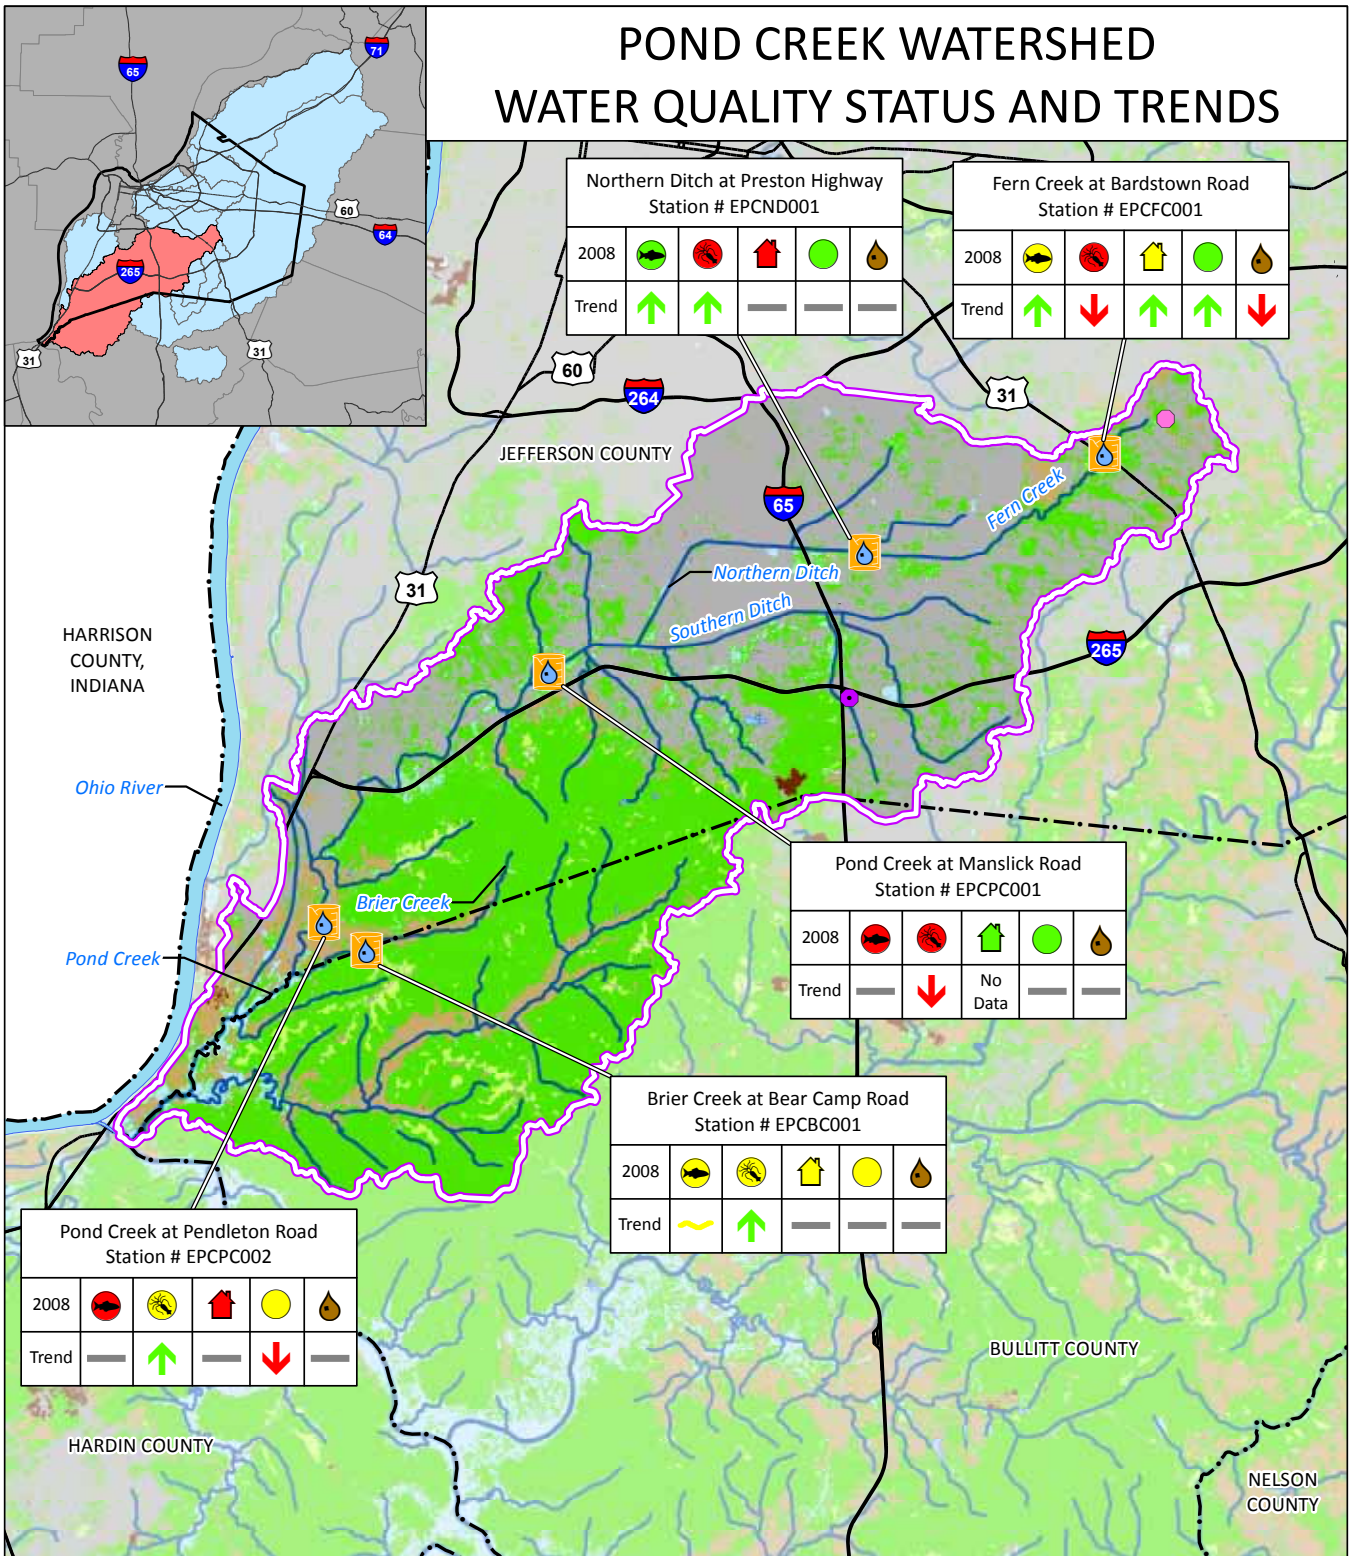 POND CREEK WATERSHED
WATER QUALITY STATUS AND TRENDS
65
71
60
64
265
31
31
Northern Ditch at Preston Highway
Station # EPCND001
2008
Trend
Fern Creek at Bardstown Road
Station # EPCFC001
2008
Trend
60
264
31
JEFFERSON COUNTY
65
Fern Creek
Northern Ditch
31
Southern Ditch
HARRISON
COUNTY,
INDIANA
265
Ohio River
Pond Creek at Manslick Road
Station # EPCPC001
2008
Trend
No
Data
Brier Creek
Pond Creek
Brier Creek at Bear Camp Road
Station # EPCBC001
2008
Trend
Pond Creek at Pendleton Road
Station # EPCPC002
2008
Trend
BULLITT COUNTY
HARDIN COUNTY
NELSON
COUNTY